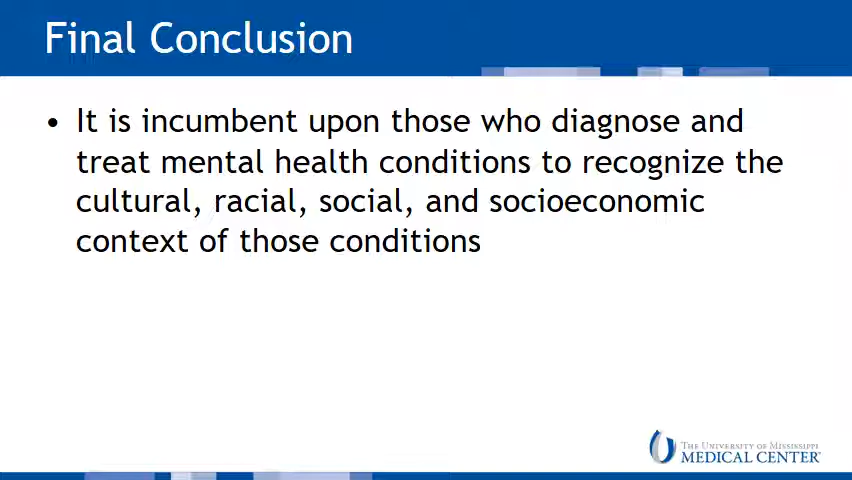 Final Conclusion
• It is incumbent upon those who diagnose and
treat mental health conditions to recognize the
cultural, racial, social, and socioeconomic
context of those conditions
THE UNIVERSITY OF MISSISSIPPI
MEDICAL CENTER